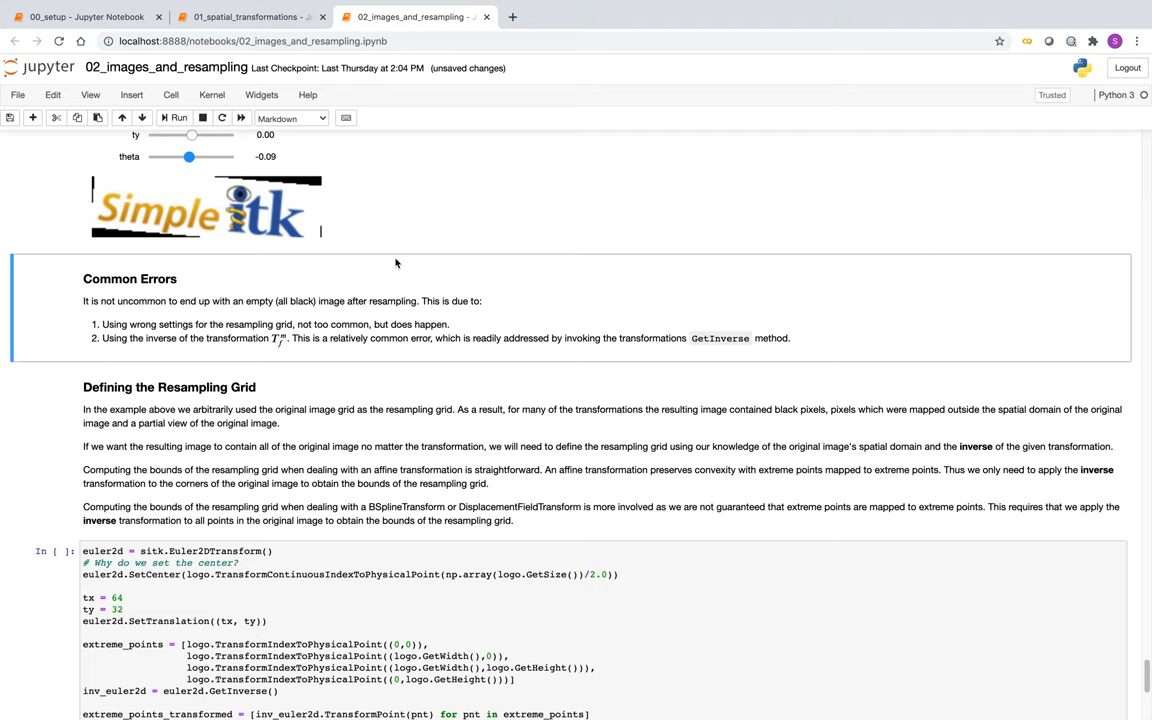 00_setup - Jupyter Notebook
01_spatial_transformations - Ju
02_images_and_resampling - J
localhost:8888/notebooks/02_images_and_resampling.ipynb
S
jupyter 02_images_and_resampling Last Checkpoint: Last Thursday at 2:04 PM (unsaved changes)
Logout
File Edit View Insert Cell Kernel Widgets Help
Trusted
Python 3
Run
Markdown
ty 0.00
theta -0.09
Simple itk
Common Errors
It is not uncommon to end up with an empty (all black) image after resampling. This is due to:
1. Using wrong settings for the resampling grid, not too common, but does happen.
2. Using the inverse of the transformation T_f^m. This is a relatively common error, which is readily addressed by invoking the transformations GetInverse method.
Defining the Resampling Grid
In the example above we arbitrarily used the original image grid as the resampling grid. As a result, for many of the transformations the resulting image contained black pixels, pixels which were mapped outside the spatial domain of the original
image and a partial view of the original image.
If we want the resulting image to contain all of the original image no matter the transformation, we will need to define the resampling grid using our knowledge of the original image's spatial domain and the inverse of the given transformation.
Computing the bounds of the resampling grid when dealing with an affine transformation is straightforward. An affine transformation preserves convexity with extreme points mapped to extreme points. Thus we only need to apply the inverse
transformation to the corners of the original image to obtain the bounds of the resampling grid.
Computing the bounds of the resampling grid when dealing with a BSplineTransform or DisplacementFieldTransform is more involved as we are not guaranteed that extreme points are mapped to extreme points. This requires that we apply the
inverse transformation to all points in the original image to obtain the bounds of the resampling grid.
In [ ]: euler2d = sitk.Euler2DTransform()
# Why do we set the center?
euler2d.SetCenter(logo.TransformContinuousIndexToPhysicalPoint(np.array(logo.GetSize())/2.0))
tx = 64
ty = 32
euler2d.SetTranslation((tx, ty))
extreme_points = [logo.TransformIndexToPhysicalPoint((0,0)),
logo.TransformIndexToPhysicalPoint((logo.GetWidth(),0)),
logo.TransformIndexToPhysicalPoint((logo.GetWidth(),logo.GetHeight())),
logo.TransformIndexToPhysicalPoint((0,logo.GetHeight()))]
inv_euler2d = euler2d.GetInverse()
extreme_points_transformed = [inv_euler2d.TransformPoint(pnt) for pnt in extreme_points]